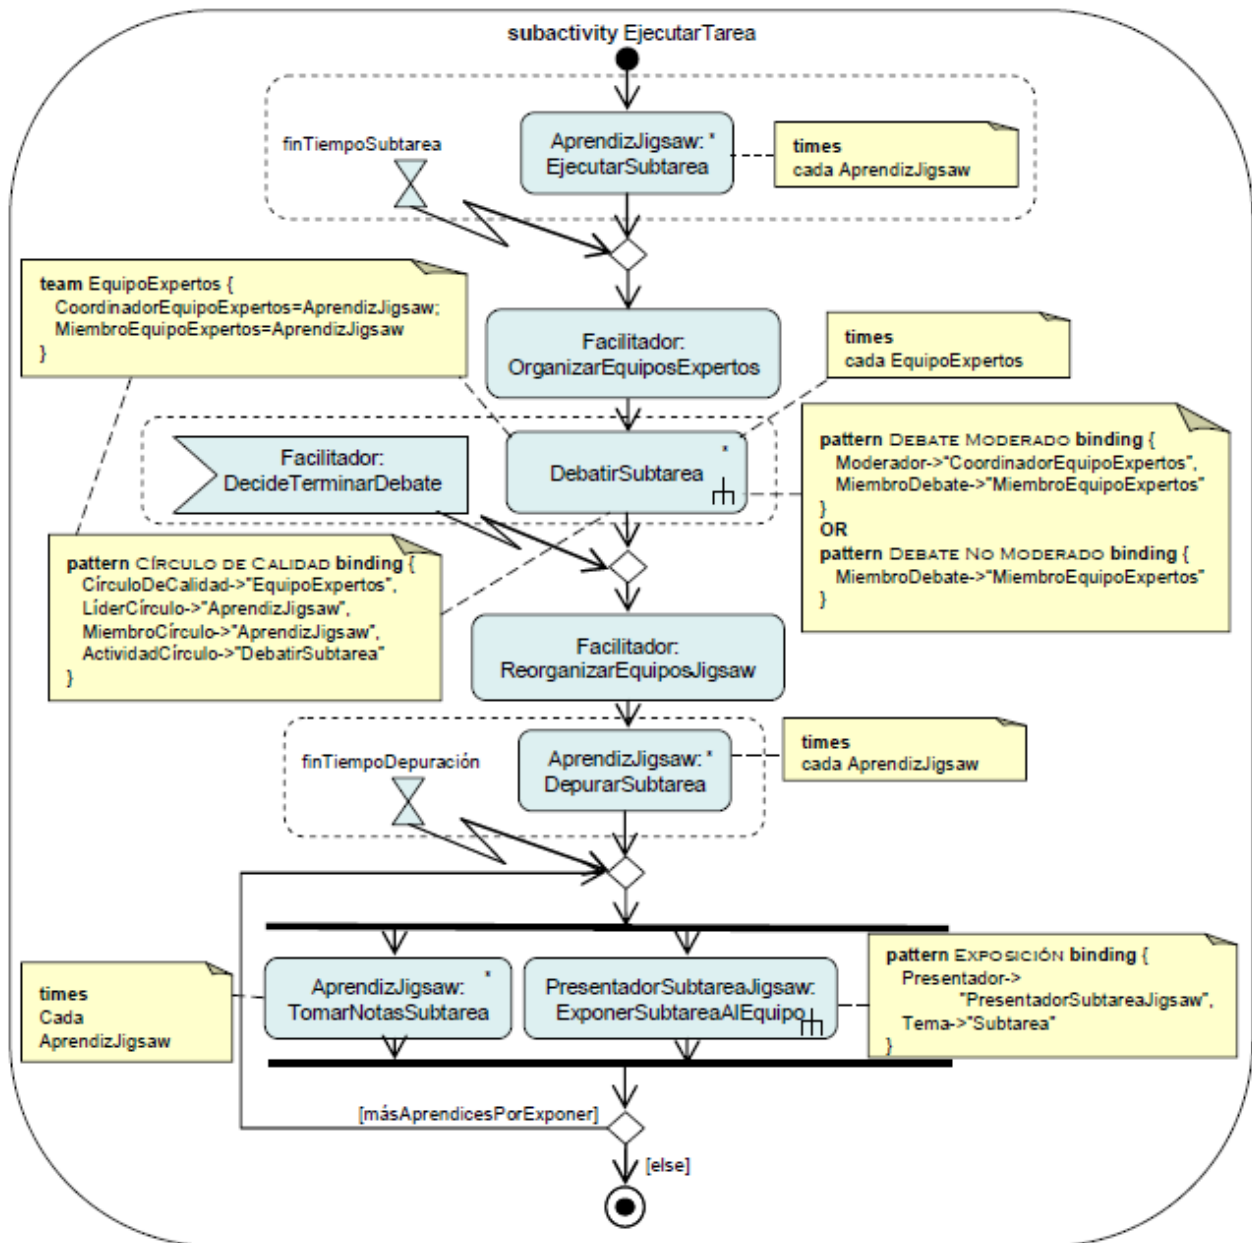 subactivity EjecutarTarea
finTiempoSubtarea
AprendizJigsaw: *
EjecutarSubtarea
times
cada AprendizJigsaw
team EquipoExpertos {
CoordinadorEquipoExpertos=AprendizJigsaw;
MiembroEquipoExpertos=AprendizJigsaw
}
Facilitador:
OrganizarEquiposExpertos
times
cada EquipoExpertos
Facilitador:
DecideTerminarDebate
*
DebatirSubtarea
pattern DEBATE MODERADO binding {
Moderador->"CoordinadorEquipoExpertos",
MiembroDebate->"MiembroEquipoExpertos"
}
OR
pattern DEBATE NO MODERADO binding {
MiembroDebate->"MiembroEquipoExpertos"
}
pattern CÍRCULO DE CALIDAD binding {
CírculoDeCalidad->"EquipoExpertos",
LíderCírculo->"AprendizJigsaw",
MiembroCírculo->"AprendizJigsaw",
ActividadCírculo->"DebatirSubtarea"
}
Facilitador:
ReorganizarEquiposJigsaw
finTiempoDepuración
AprendizJigsaw: *
DepurarSubtarea
times
cada AprendizJigsaw
times
Cada
AprendizJigsaw
*
AprendizJigsaw:
TomarNotasSubtarea
PresentadorSubtareaJigsaw:
ExponerSubtareaAlEquipo
pattern EXPOSICIÓN binding {
Presentador->
"PresentadorSubtareaJigsaw",
Tema->"Subtarea"
}
[másAprendicesPorExponer]
[else]